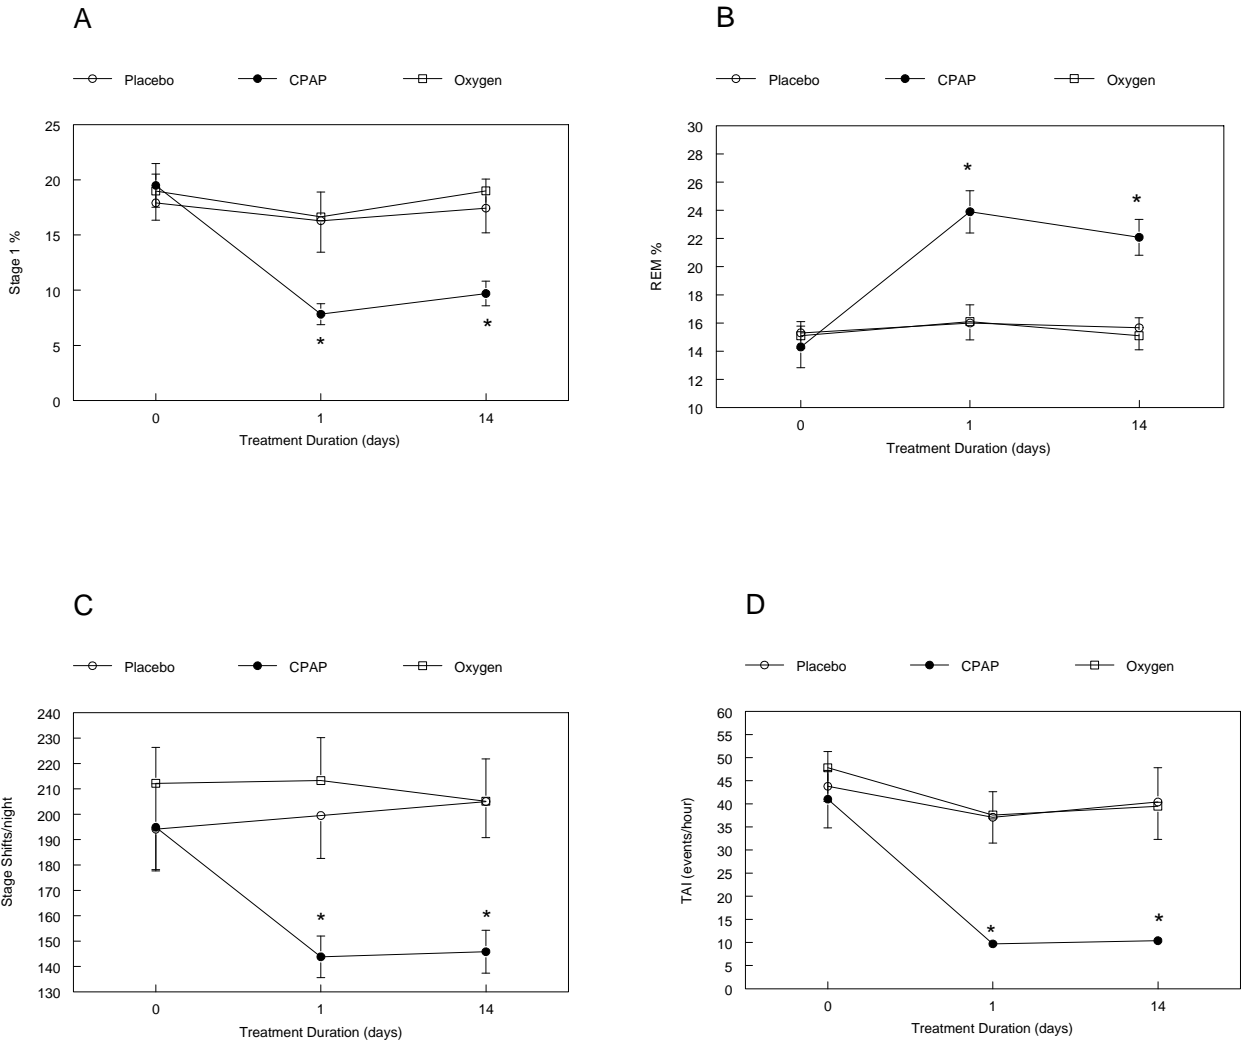 A
Placebo CPAP Oxygen
25
20
15
10
5
0
Stage 1 %
* *
0 1 14
Treatment Duration (days)
B
Placebo CPAP Oxygen
30
28
26
24
22
20
18
16
14
12
10
REM %
* *
0 1 14
Treatment Duration (days)
C
Placebo CPAP Oxygen
240
230
220
210
200
190
180
170
160
150
140
130
Stage Shifts/night
* *
0 1 14
Treatment Duration (days)
D
Placebo CPAP Oxygen
60
55
50
45
40
35
30
25
20
15
10
5
0
TAI (events/hour)
* *
0 1 14
Treatment Duration (days)